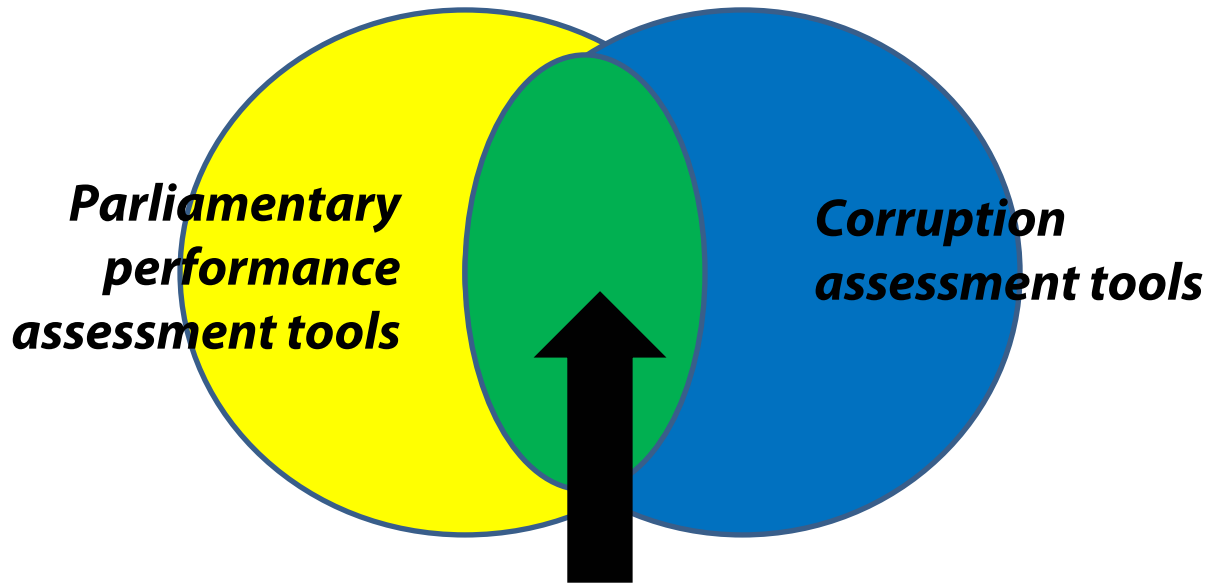 Parliamentary
performance
assessment tools
Corruption
assessment tools